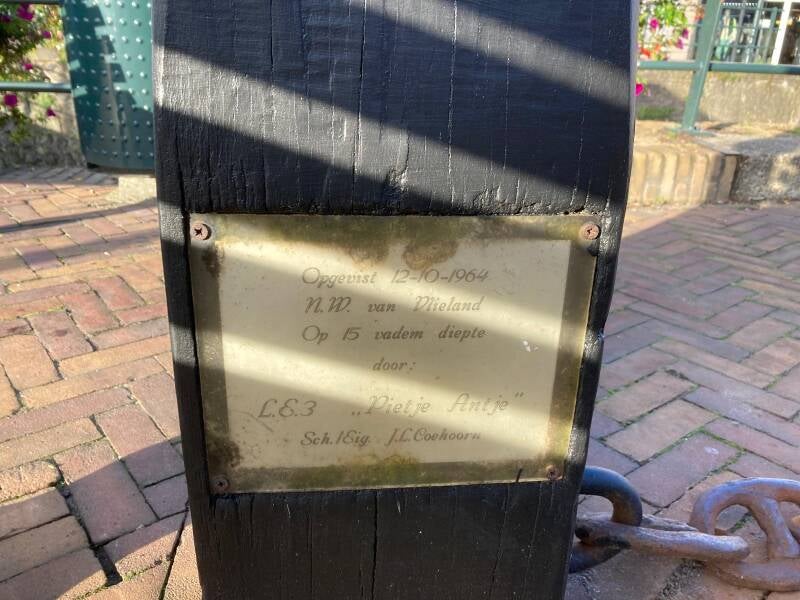 Opgevist 12-10-1964
N.W. van Vlieland
Op 15 vadem diepte
door:
L.E.3 „Pietje Antje"
Sch./Eig. J.L. Coehoorn